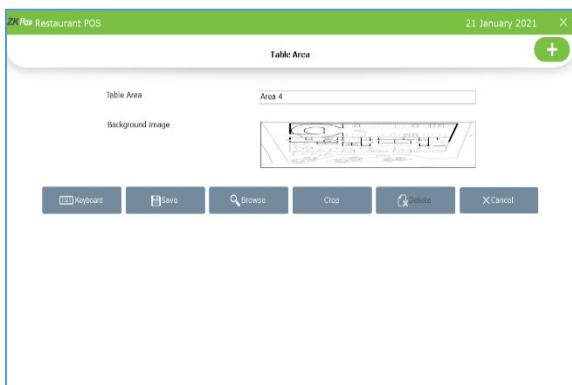 ZKPos Restaurant POS 21 January 2021 X
Table Area
+
Table Area Area 4
Background image
Keyboard Save Browse Crop Delete Cancel